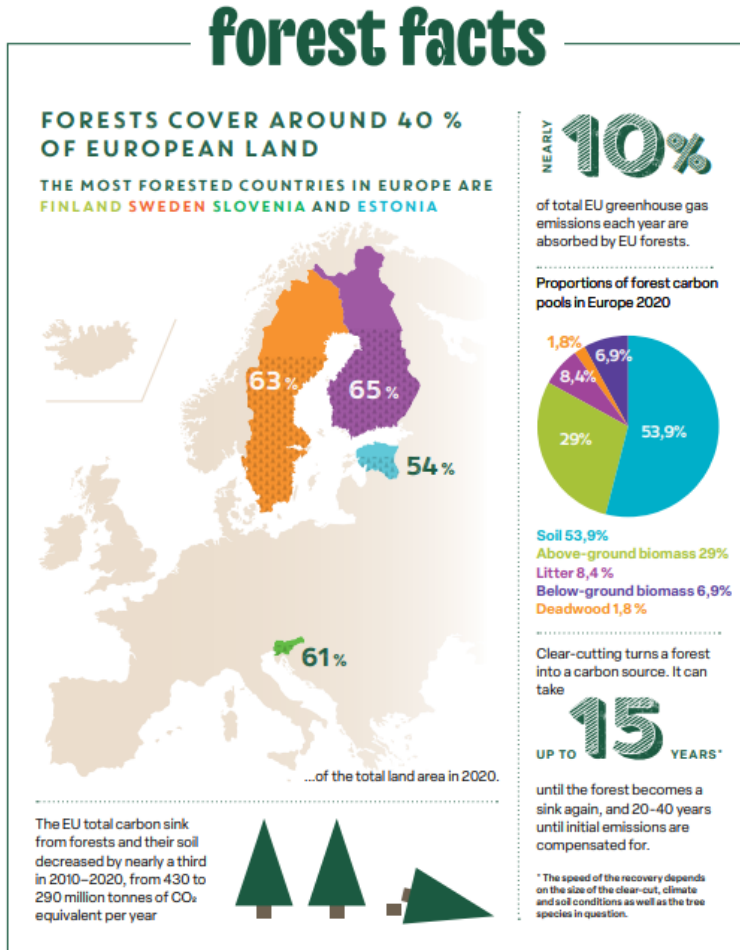 forest facts
FORESTS COVER AROUND 40 %
OF EUROPEAN LAND
THE MOST FORESTED COUNTRIES IN EUROPE ARE
FINLAND SWEDEN SLOVENIA AND ESTONIA
63 %
65 %
54 %
61 %
...of the total land area in 2020.
The EU total carbon sink
from forests and their soil
decreased by nearly a third
in 2010–2020, from 430 to
290 million tonnes of CO₂
equivalent per year
NEARLY
10%
of total EU greenhouse gas
emissions each year are
absorbed by EU forests.
Proportions of forest carbon
pools in Europe 2020
1,8%
6,9%
8,4%
29%
53,9%
Soil 53,9%
Above-ground biomass 29%
Litter 8,4 %
Below-ground biomass 6,9%
Deadwood 1,8 %
Clear-cutting turns a forest
into a carbon source. It can
take
UP TO 15 YEARS*
until the forest becomes a
sink again, and 20-40 years
until initial emissions are
compensated for.
* The speed of the recovery depends
on the size of the clear-cut, climate
and soil conditions as well as the tree
species in question.